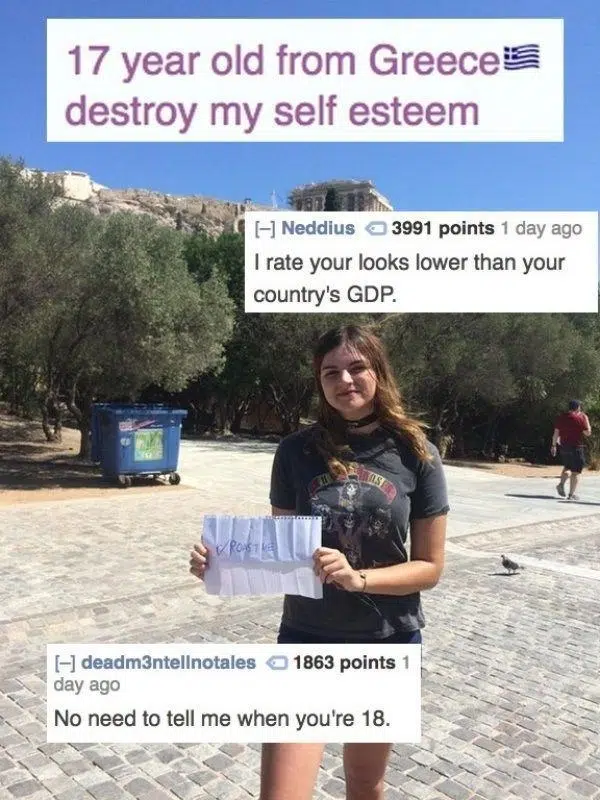 17 year old from Greece🇬🇷
destroy my self esteem
[–] Neddius 3991 points 1 day ago
I rate your looks lower than your
country's GDP.
r/ROASTME
[–] deadm3ntellnotales 1863 points 1
day ago
No need to tell me when you're 18.